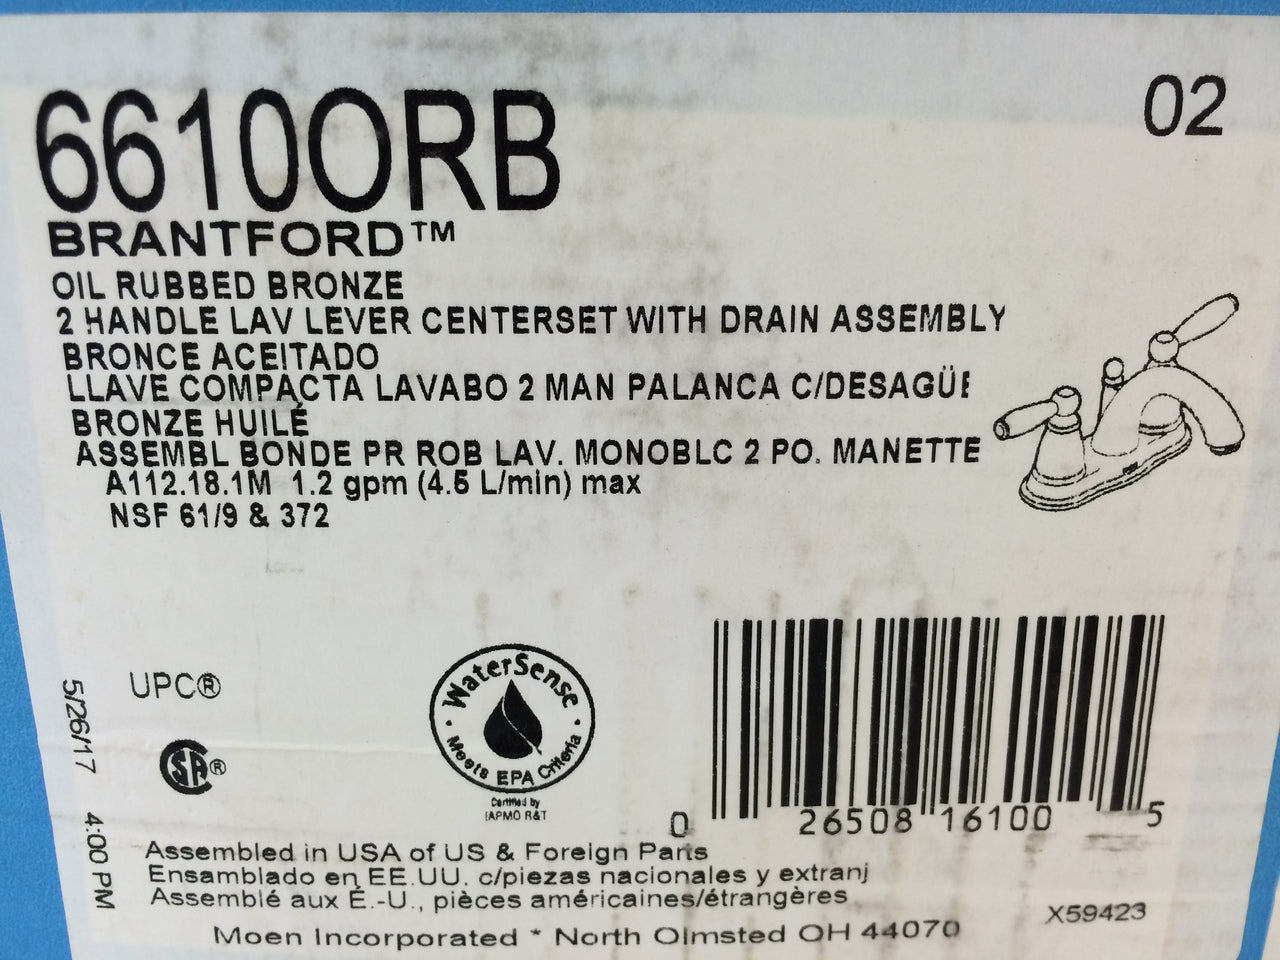 6610ORB
02
BRANTFORD™
OIL RUBBED BRONZE
2 HANDLE LAV LEVER CENTERSET WITH DRAIN ASSEMBLY
BRONCE ACEITADO
LLAVE COMPACTA LAVABO 2 MAN PALANCA C/DESAGÜE
BRONZE HUILÉ
ASSEMBL BONDE PR ROB LAV. MONOBLC 2 PO. MANETTE
A112.18.1M 1.2 gpm (4.5 L/min) max
NSF 61/9 & 372
UPC®
SA®
WaterSense
Meets EPA Criteria
Certified by
IAPMO R&T
0 26508 16100 5
5/26/17 4:00 PM
Assembled in USA of US & Foreign Parts
Ensamblado en EE.UU. c/piezas nacionales y extranj
Assemblé aux É.-U., pièces américaines/étrangères
X59423
Moen Incorporated * North Olmsted OH 44070